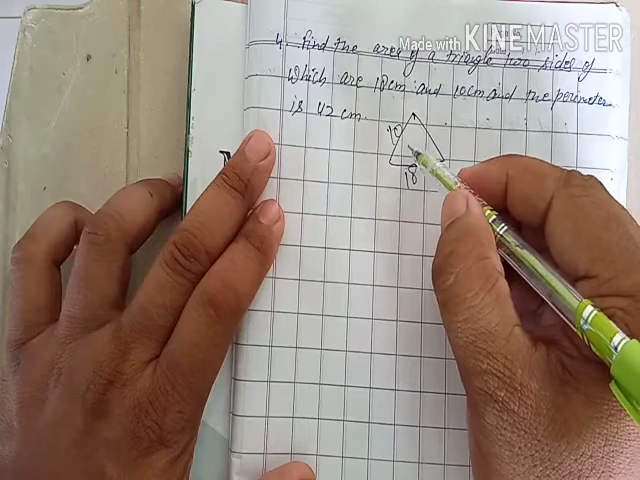 Made with KINEMASTER
4. Find the area of a triangle two sides of
which are 18cm and 10cm and the perimeter
is 42 cm.
10
18